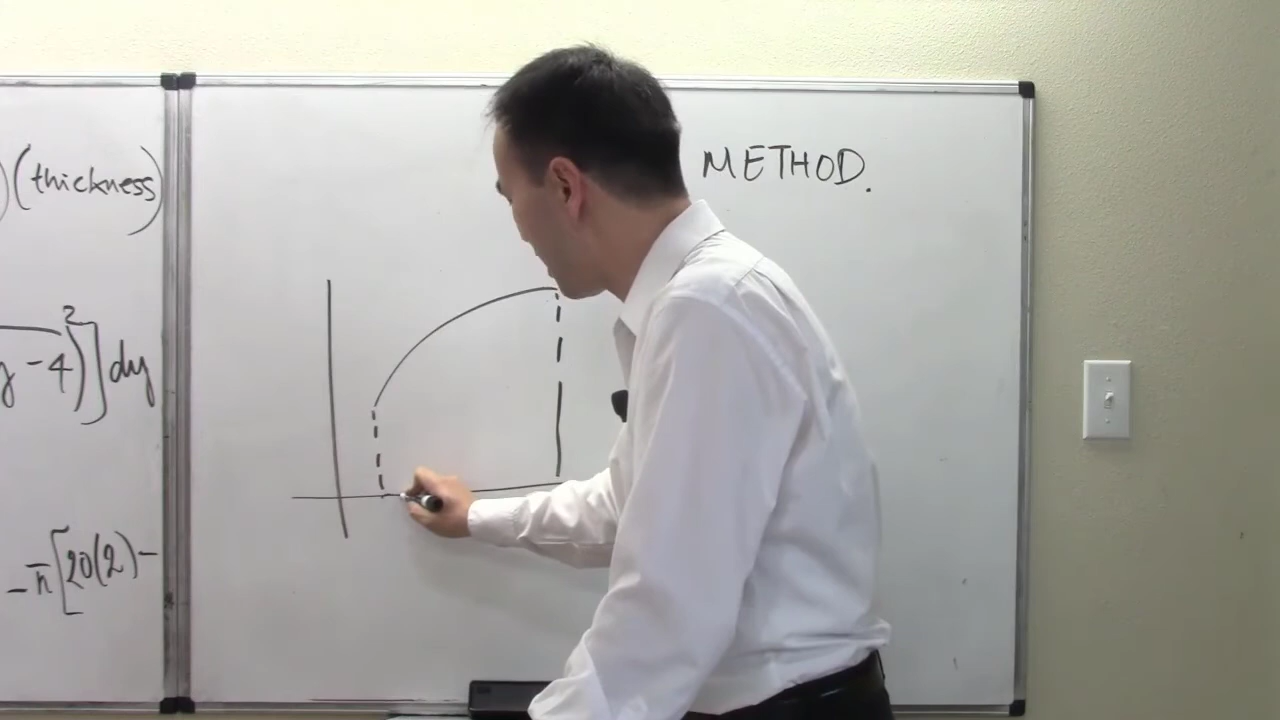 ) (thickness)
METHOD.
y - 4)²] dy
- π[20(2) -